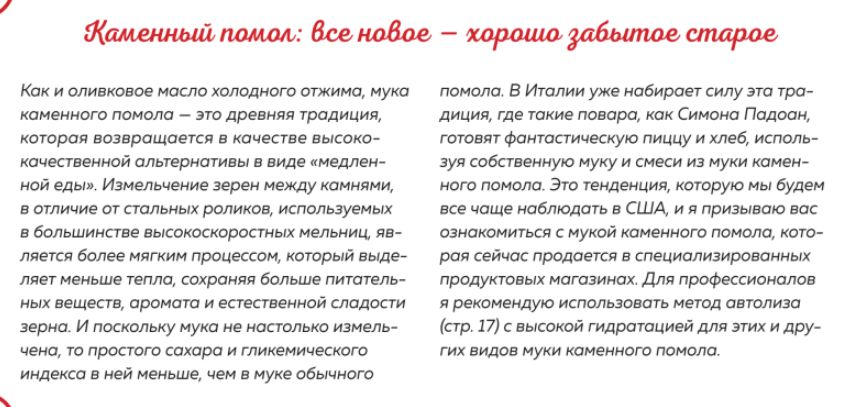 Каменный помол: все новое — хорошо забытое старое
Как и оливковое масло холодного отжима, мука
каменного помола — это древняя традиция,
которая возвращается в качестве высоко-
качественной альтернативы в виде «медлен-
ной еды». Измельчение зерен между камнями,
в отличие от стальных роликов, используемых
в большинстве высокоскоростных мельниц, яв-
ляется более мягким процессом, который выде-
ляет меньше тепла, сохраняя больше питатель-
ных веществ, аромата и естественной сладости
зерна. И поскольку мука не настолько измель-
чена, то простого сахара и гликемического
индекса в ней меньше, чем в муке обычного
помола. В Италии уже набирает силу эта тра-
диция, где такие повара, как Симона Падоан,
готовят фантастическую пиццу и хлеб, исполь-
зуя собственную муку и смеси из муки камен-
ного помола. Это тенденция, которую мы будем
все чаще наблюдать в США, и я призываю вас
ознакомиться с мукой каменного помола, кото-
рая сейчас продается в специализированных
продуктовых магазинах. Для профессионалов
я рекомендую использовать метод автолиза
(стр. 17) с высокой гидратацией для этих и дру-
гих видов муки каменного помола.